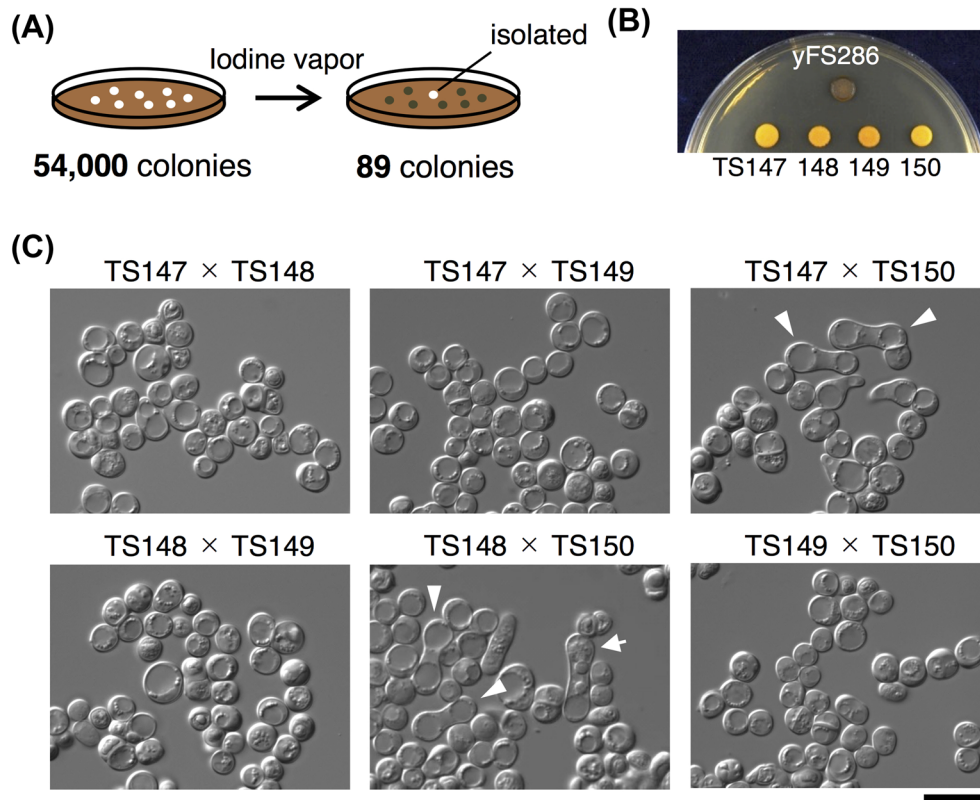 (A)
Iodine vapor
isolated
54,000 colonies
89 colonies
(B)
yFS286
TS147 148 149 150
(C)
TS147 × TS148
TS147 × TS149
TS147 × TS150
TS148 × TS149
TS148 × TS150
TS149 × TS150